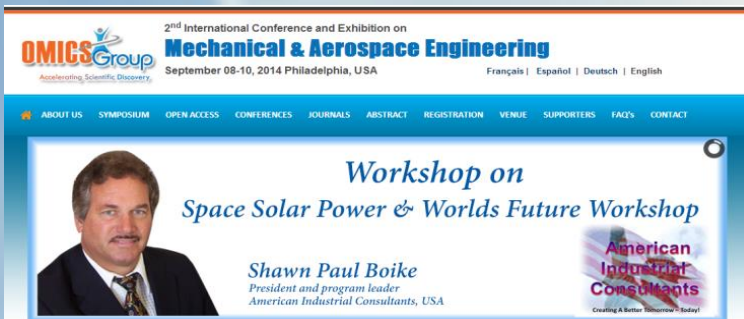 OMICS Group
Accelerating Scientific Discovery.
2nd International Conference and Exhibition on
Mechanical & Aerospace Engineering
September 08-10, 2014 Philadelphia, USA
Français | Español | Deutsch | English
ABOUT US SYMPOSIUM OPEN ACCESS CONFERENCES JOURNALS ABSTRACT REGISTRATION VENUE SUPPORTERS FAQ's CONTACT
Workshop on
Space Solar Power & Worlds Future Workshop
Shawn Paul Boike
President and program leader
American Industrial Consultants, USA
American
Industrial
Consultants
Creating A Better Tomorrow - Today!